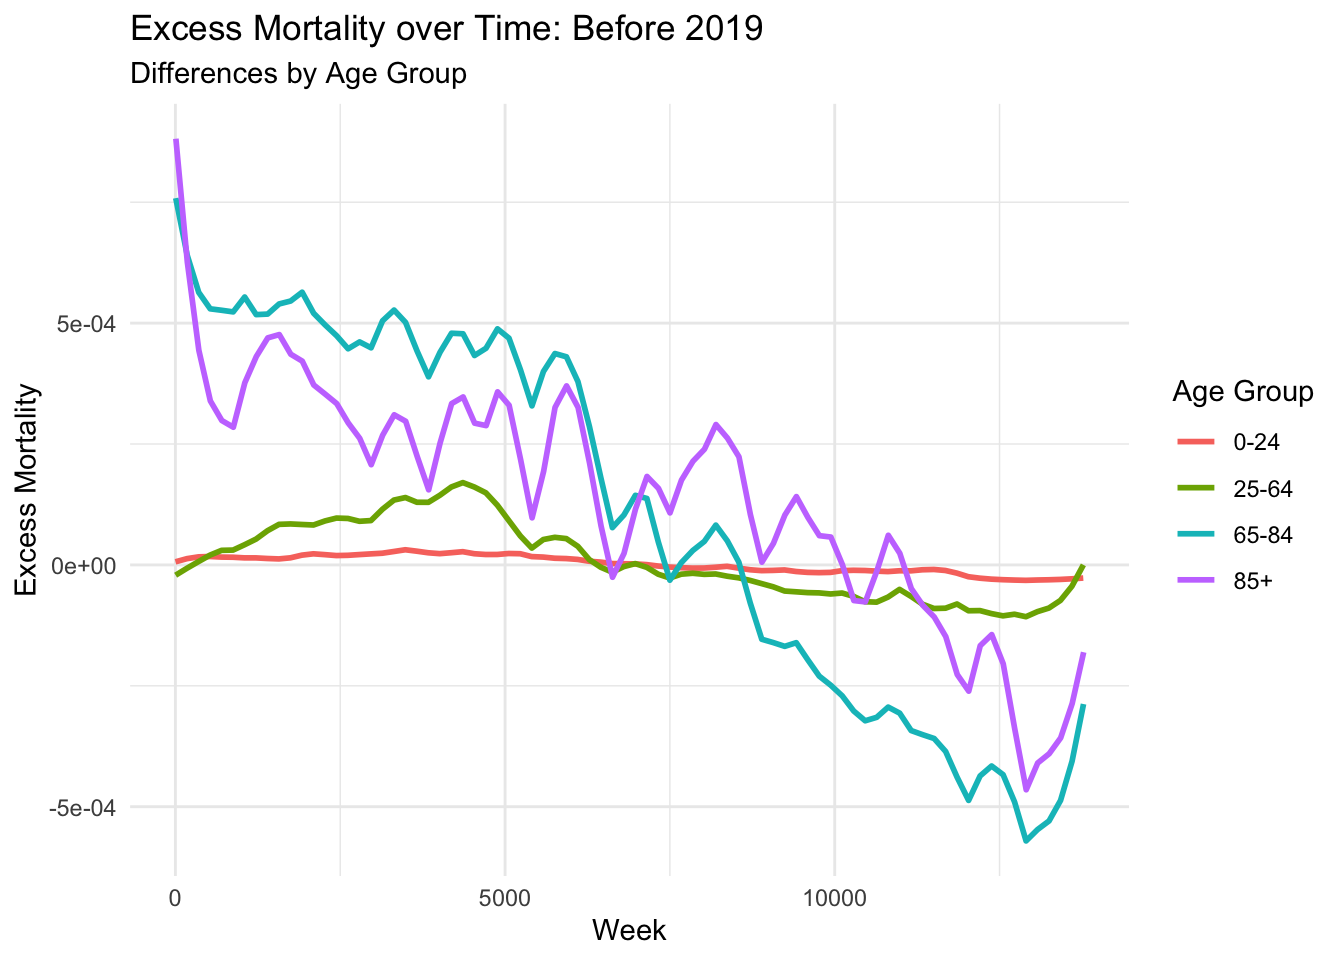 Excess Mortality over Time: Before 2019
Differences by Age Group
Excess Mortality
5e-04
0e+00
-5e-04
0
5000
10000
Week
Age Group
0-24
25-64
65-84
85+